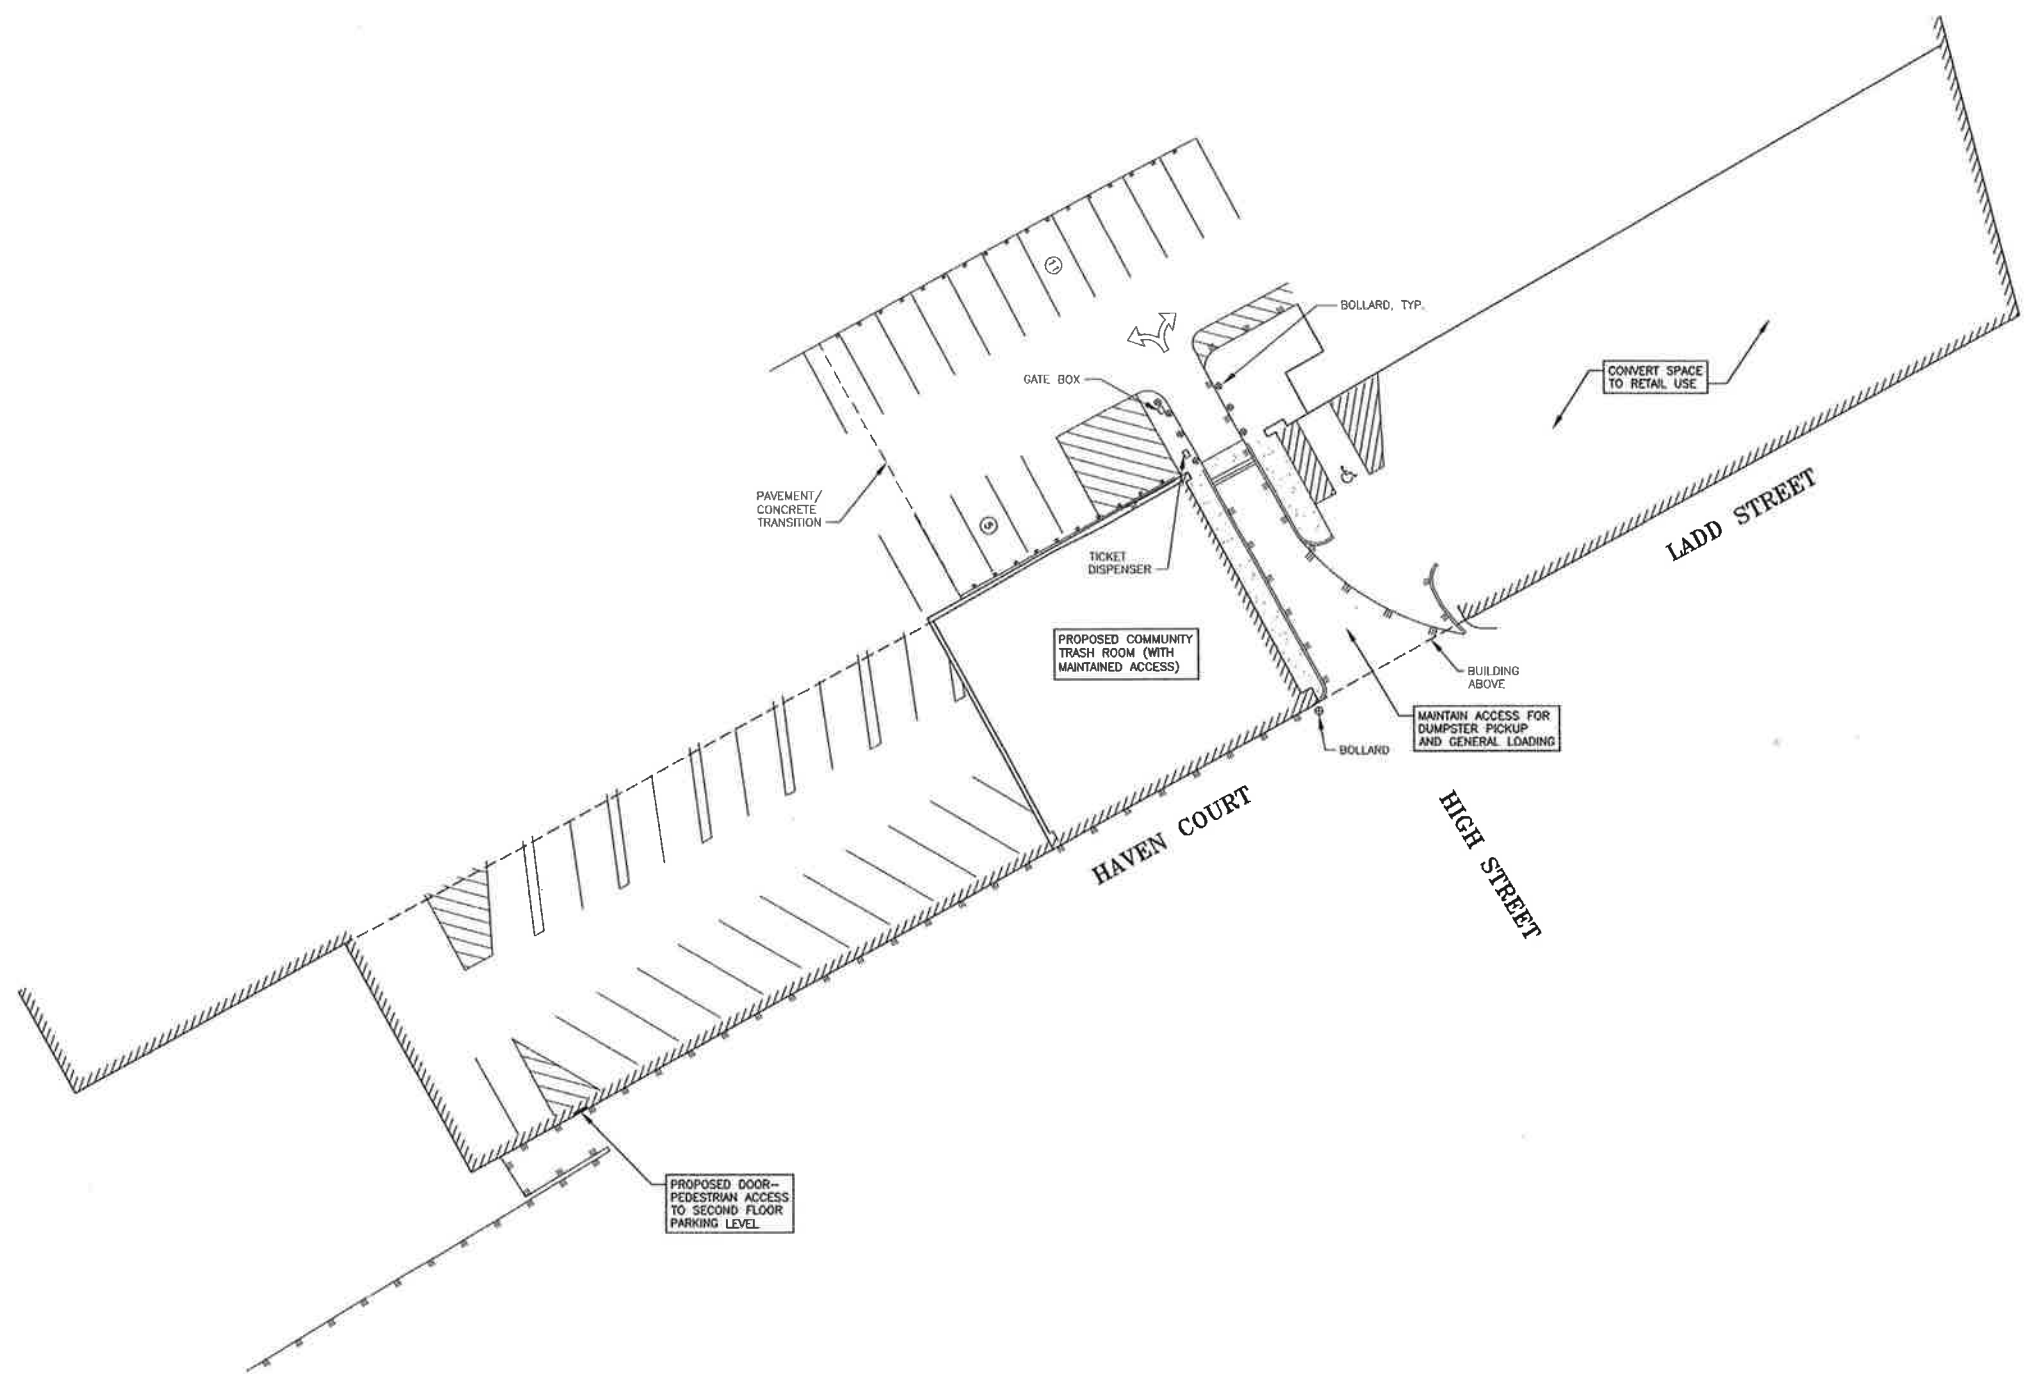 11
BOLLARD, TYP.
GATE BOX
CONVERT SPACE
TO RETAIL USE
PAVEMENT/
CONCRETE
TRANSITION
5
LADD STREET
TICKET
DISPENSER
PROPOSED COMMUNITY
TRASH ROOM (WITH
MAINTAINED ACCESS)
BUILDING
ABOVE
MAINTAIN ACCESS FOR
DUMPSTER PICKUP
AND GENERAL LOADING
BOLLARD
HAVEN COURT
HIGH STREET
PROPOSED DOOR-
PEDESTRIAN ACCESS
TO SECOND FLOOR
PARKING LEVEL